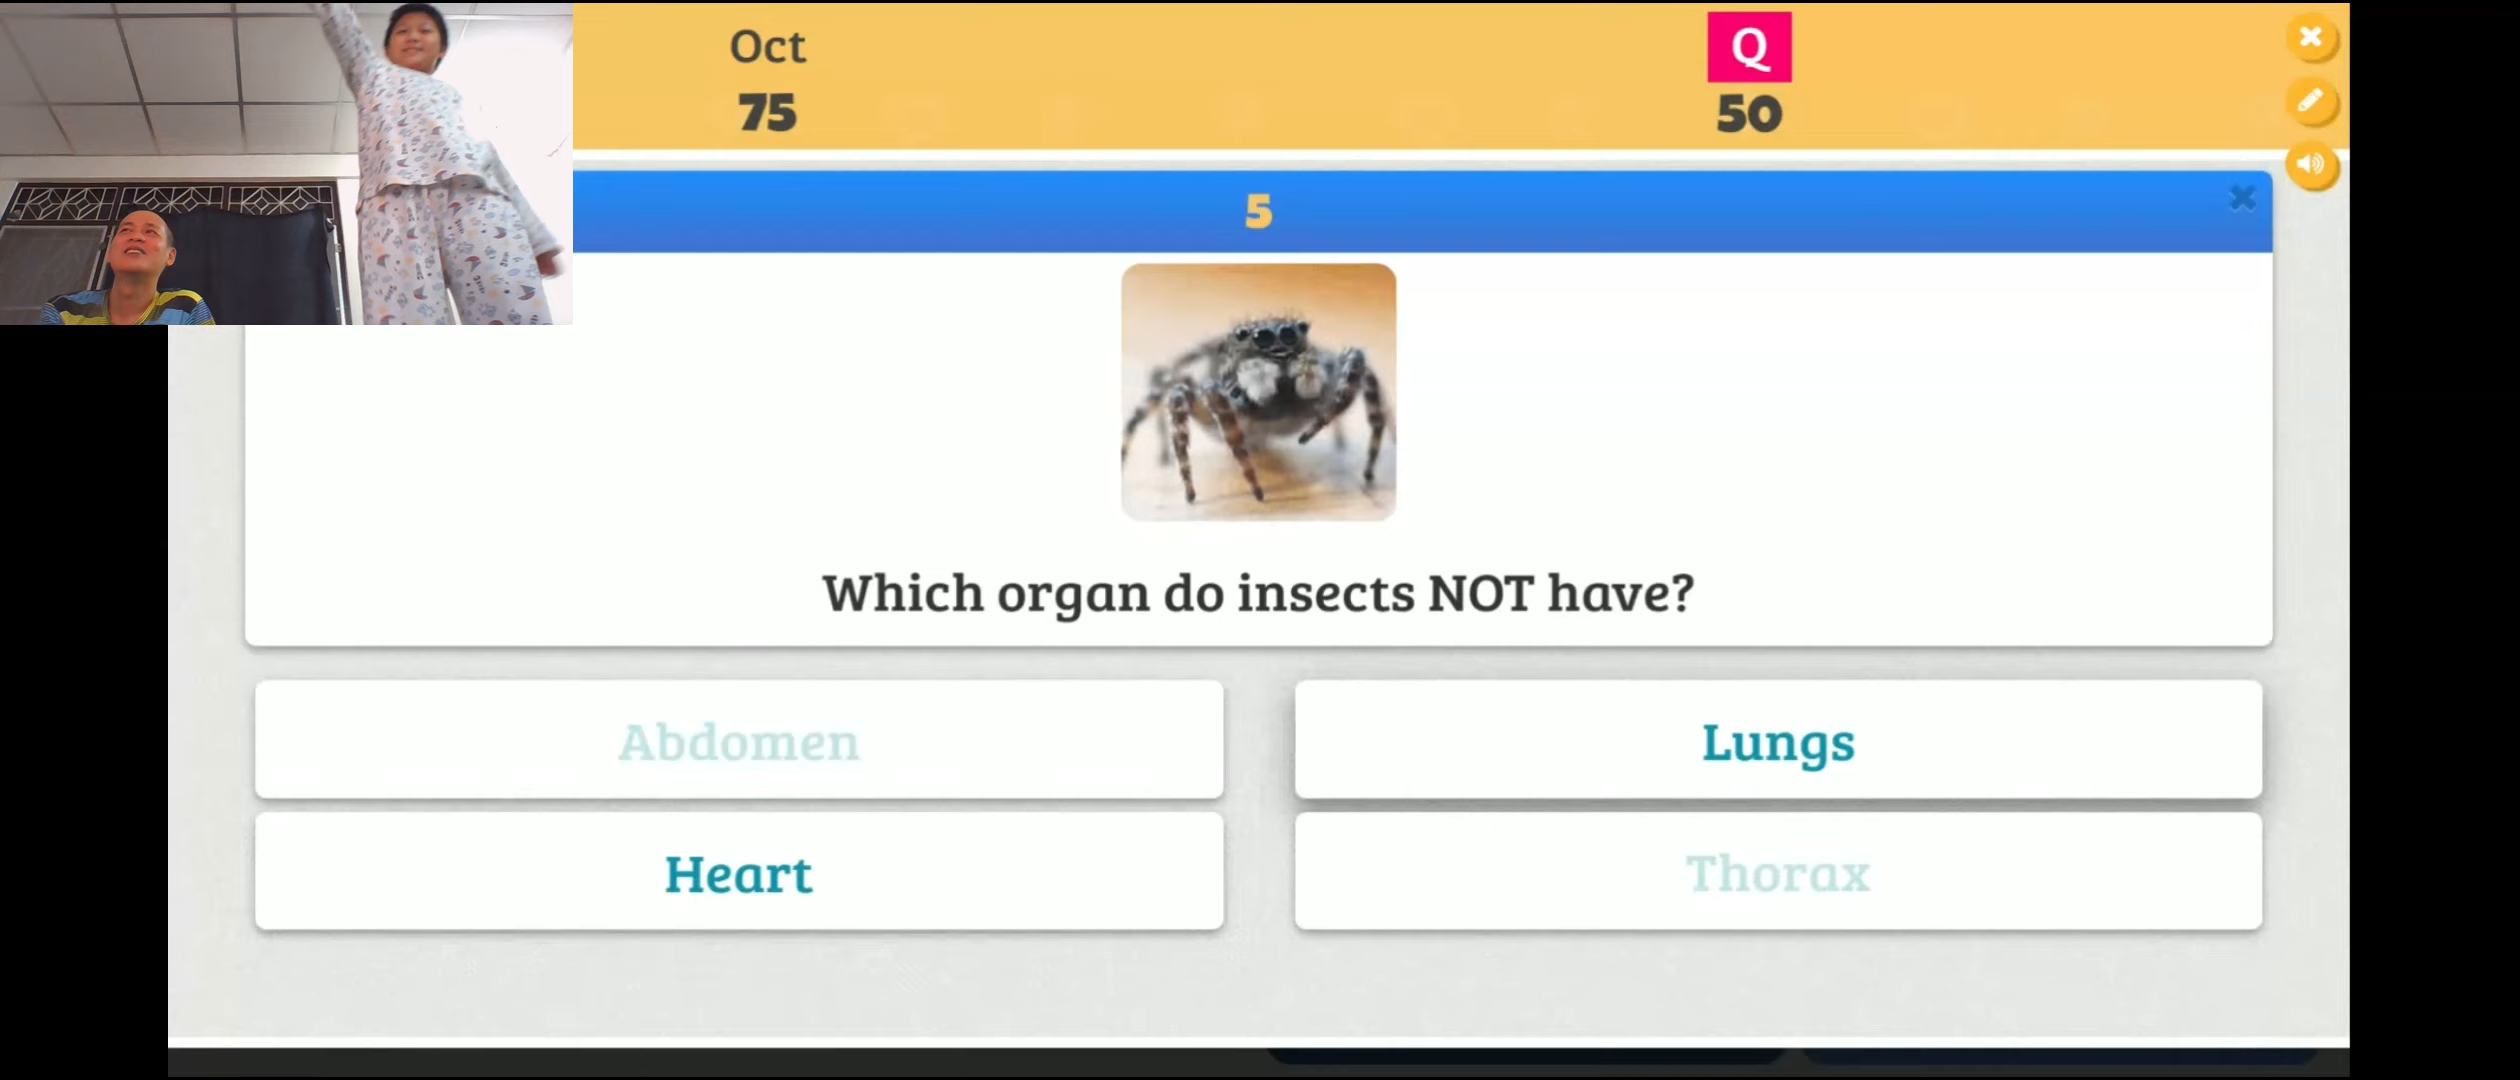 Oct
75
Q
50
5
Which organ do insects NOT have?
Abdomen
Lungs
Heart
Thorax